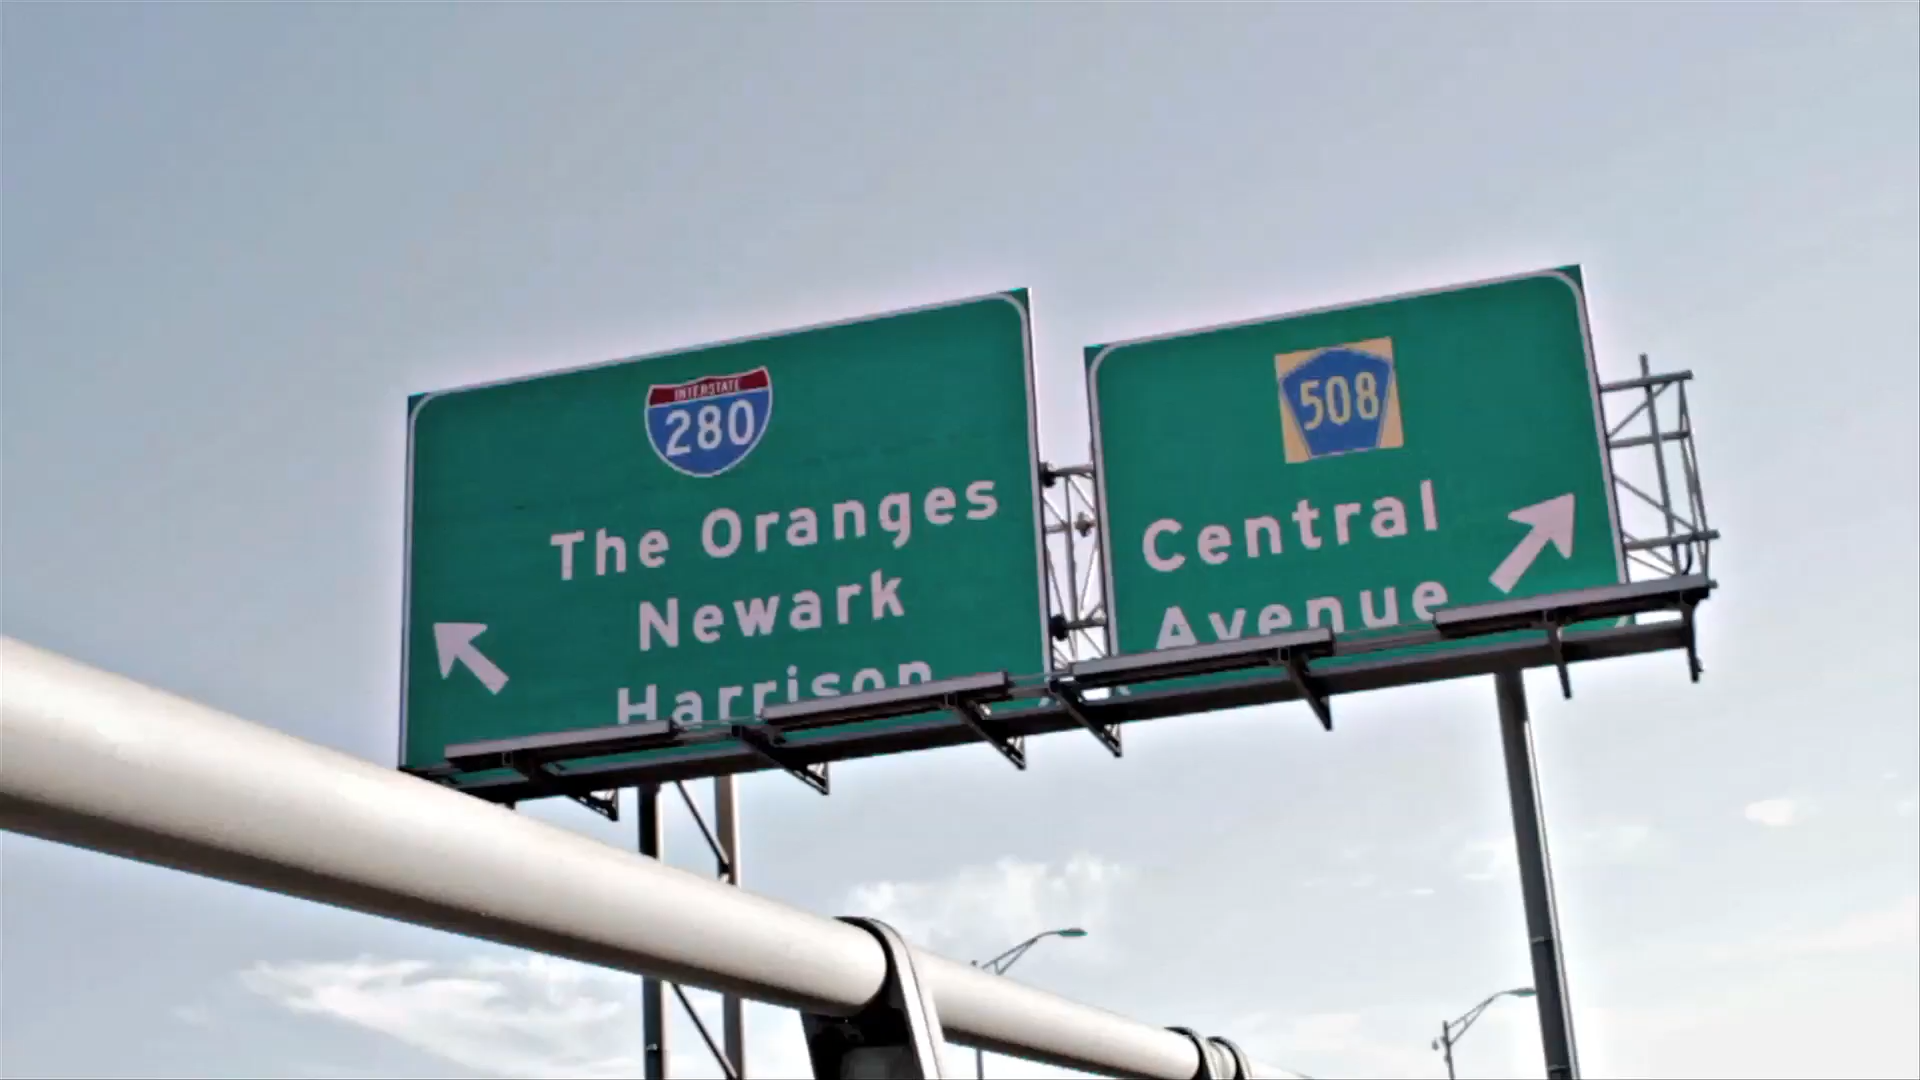 INTERSTATE
280
The Oranges
Newark
Harrison
508
Central
Avenue